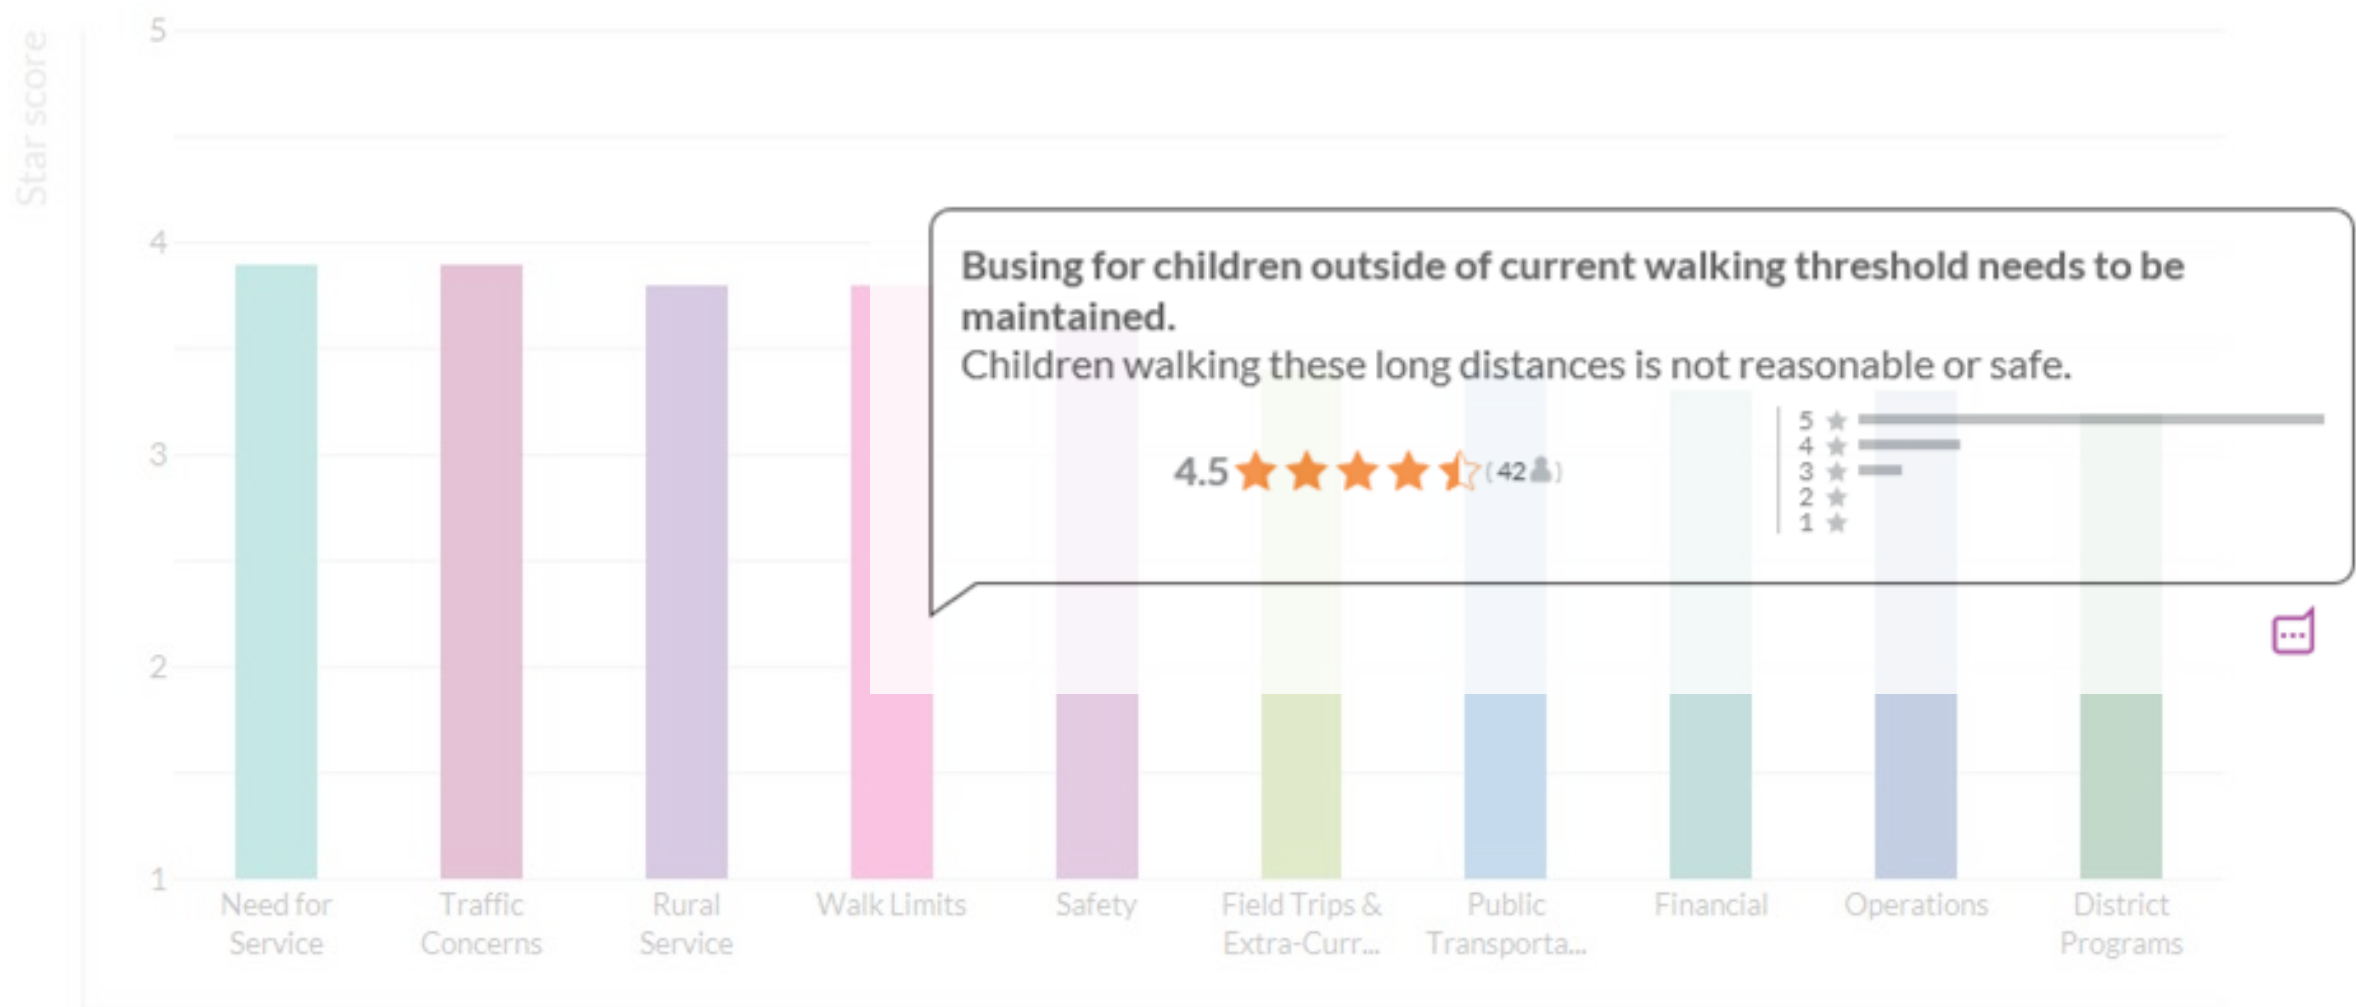 Star score
5
4
3
2
1
Busing for children outside of current walking threshold needs to be
maintained.
Children walking these long distances is not reasonable or safe.
4.5 (42)
5
4
3
2
1
Need for
Service
Traffic
Concerns
Rural
Service
Walk Limits
Safety
Field Trips &
Extra-Curr...
Public
Transporta...
Financial
Operations
District
Programs